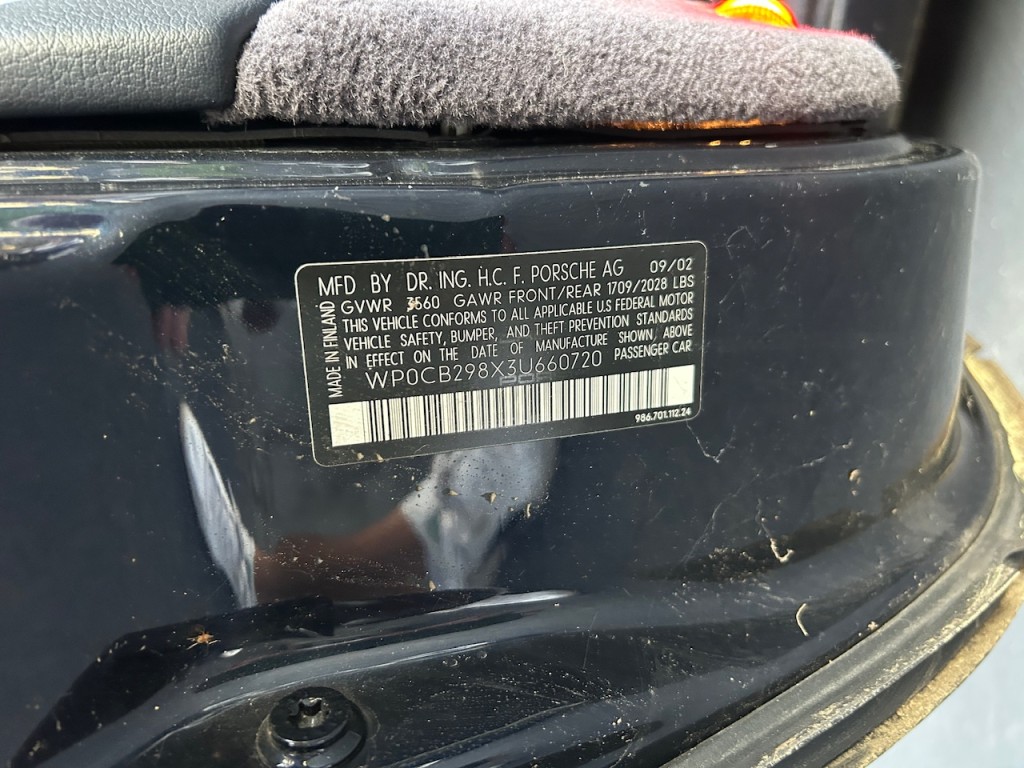 MFD BY DR. ING. H.C. F. PORSCHE AG 09/02
GVWR 3560 GAWR FRONT/REAR 1709/2028 LBS
THIS VEHICLE CONFORMS TO ALL APPLICABLE U.S FEDERAL MOTOR
VEHICLE SAFETY, BUMPER, AND THEFT PREVENTION STANDARDS
IN EFFECT ON THE DATE OF MANUFACTURE SHOWN ABOVE
WP0CB298X3U660720 PASSENGER CAR
MADE IN FINLAND
986.701.112.24